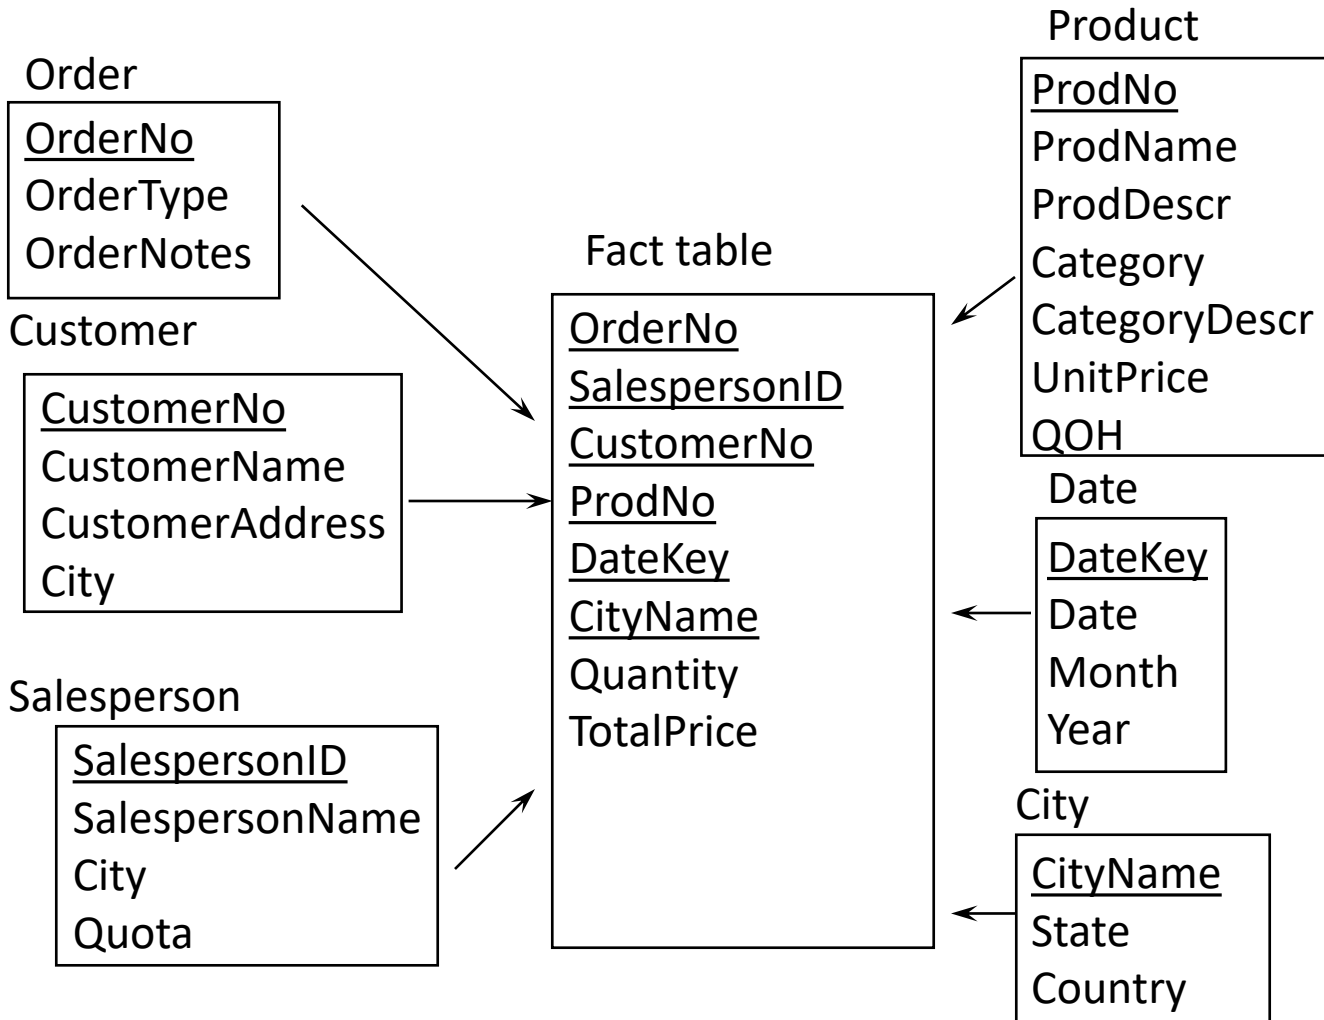 Order
OrderNo
OrderType
OrderNotes
Customer
CustomerNo
CustomerName
CustomerAddress
City
Salesperson
SalespersonID
SalespersonName
City
Quota
Fact table
OrderNo
SalespersonID
CustomerNo
ProdNo
DateKey
CityName
Quantity
TotalPrice
Product
ProdNo
ProdName
ProdDescr
Category
CategoryDescr
UnitPrice
QOH
Date
DateKey
Date
Month
Year
City
CityName
State
Country